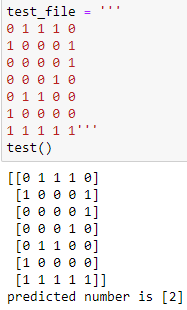 test_file = '''
0 1 1 1 0
1 0 0 0 1
0 0 0 0 1
0 0 0 1 0
0 1 1 0 0
1 0 0 0 0
1 1 1 1 1'''
test()
[[0 1 1 1 0]
 [1 0 0 0 1]
 [0 0 0 0 1]
 [0 0 0 1 0]
 [0 1 1 0 0]
 [1 0 0 0 0]
 [1 1 1 1 1]]
predicted number is [2]